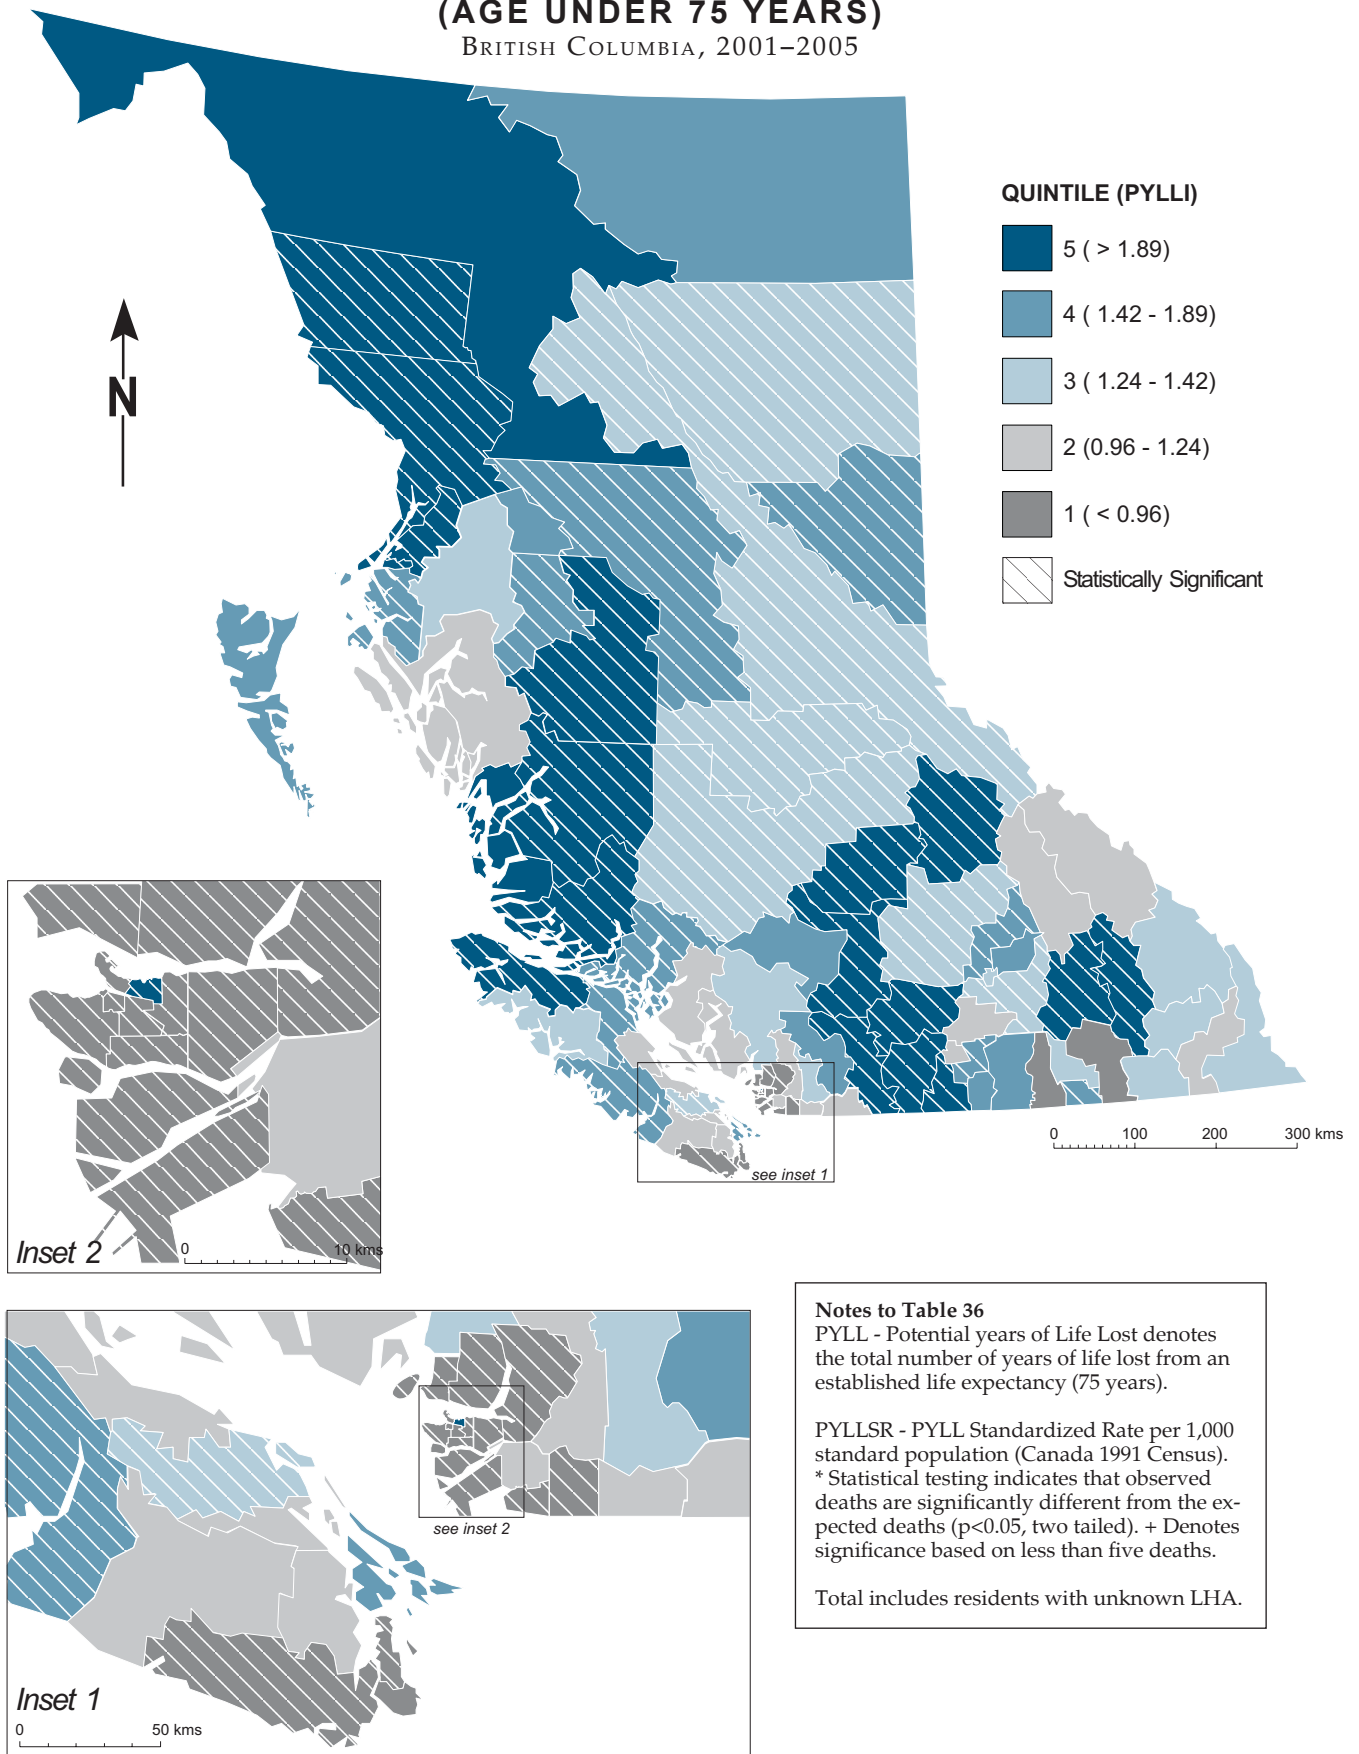 (AGE UNDER 75 YEARS)
BRITISH COLUMBIA, 2001–2005
QUINTILE (PYLLI)
5 ( > 1.89)
4 ( 1.42 - 1.89)
3 ( 1.24 - 1.42)
2 (0.96 - 1.24)
1 ( < 0.96)
Statistically Significant
N
0 100 200 300 kms
see inset 1
Inset 2
0 10 kms
see inset 2
Inset 1
0 50 kms
Notes to Table 36
PYLL - Potential years of Life Lost denotes
the total number of years of life lost from an
established life expectancy (75 years).
PYLLSR - PYLL Standardized Rate per 1,000
standard population (Canada 1991 Census).
* Statistical testing indicates that observed
deaths are significantly different from the ex-
pected deaths (p<0.05, two tailed). + Denotes
significance based on less than five deaths.
Total includes residents with unknown LHA.